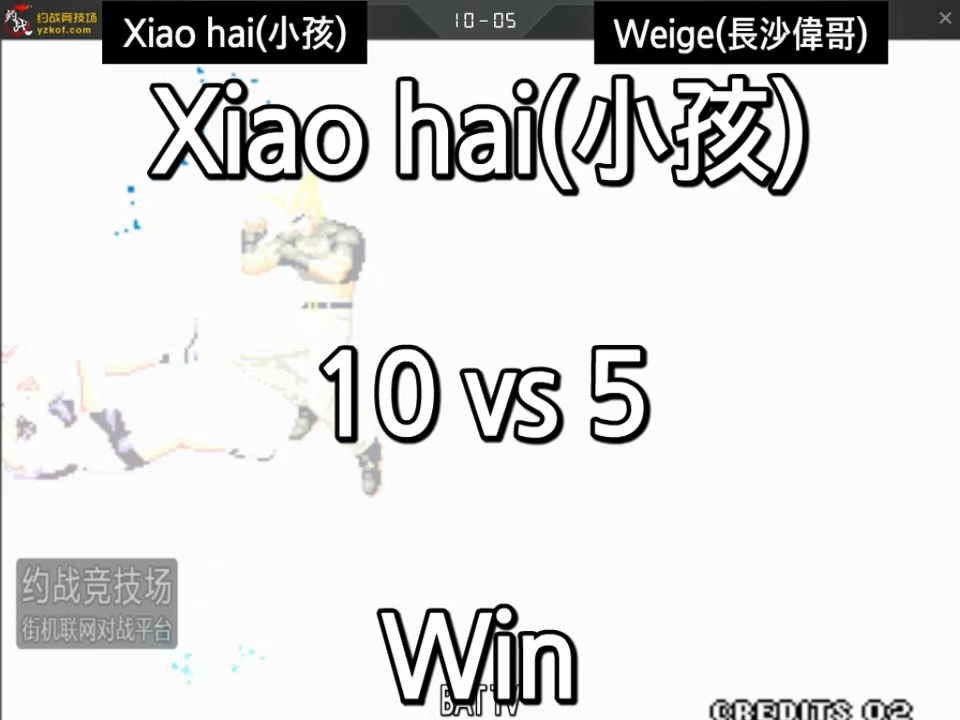 约战竞技场
yzkof.com
Xiao hai(小孩)
10-05
Weige(長沙偉哥)
Xiao hai(小孩)
10 vs 5
约战竞技场
街机联网对战平台
Win
BAT TV
CREDITS 02